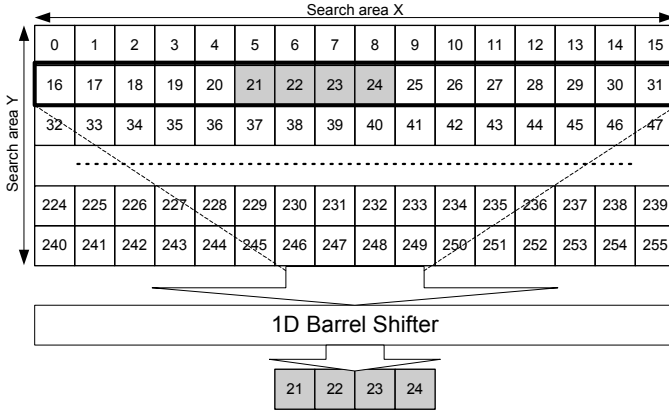 Search area X
Search area Y
0 1 2 3 4 5 6 7 8 9 10 11 12 13 14 15
16 17 18 19 20 21 22 23 24 25 26 27 28 29 30 31
32 33 34 35 36 37 38 39 40 41 42 43 44 45 46 47
224 225 226 227 228 229 230 231 232 233 234 235 236 237 238 239
240 241 242 243 244 245 246 247 248 249 250 251 252 253 254 255
1D Barrel Shifter
21 22 23 24